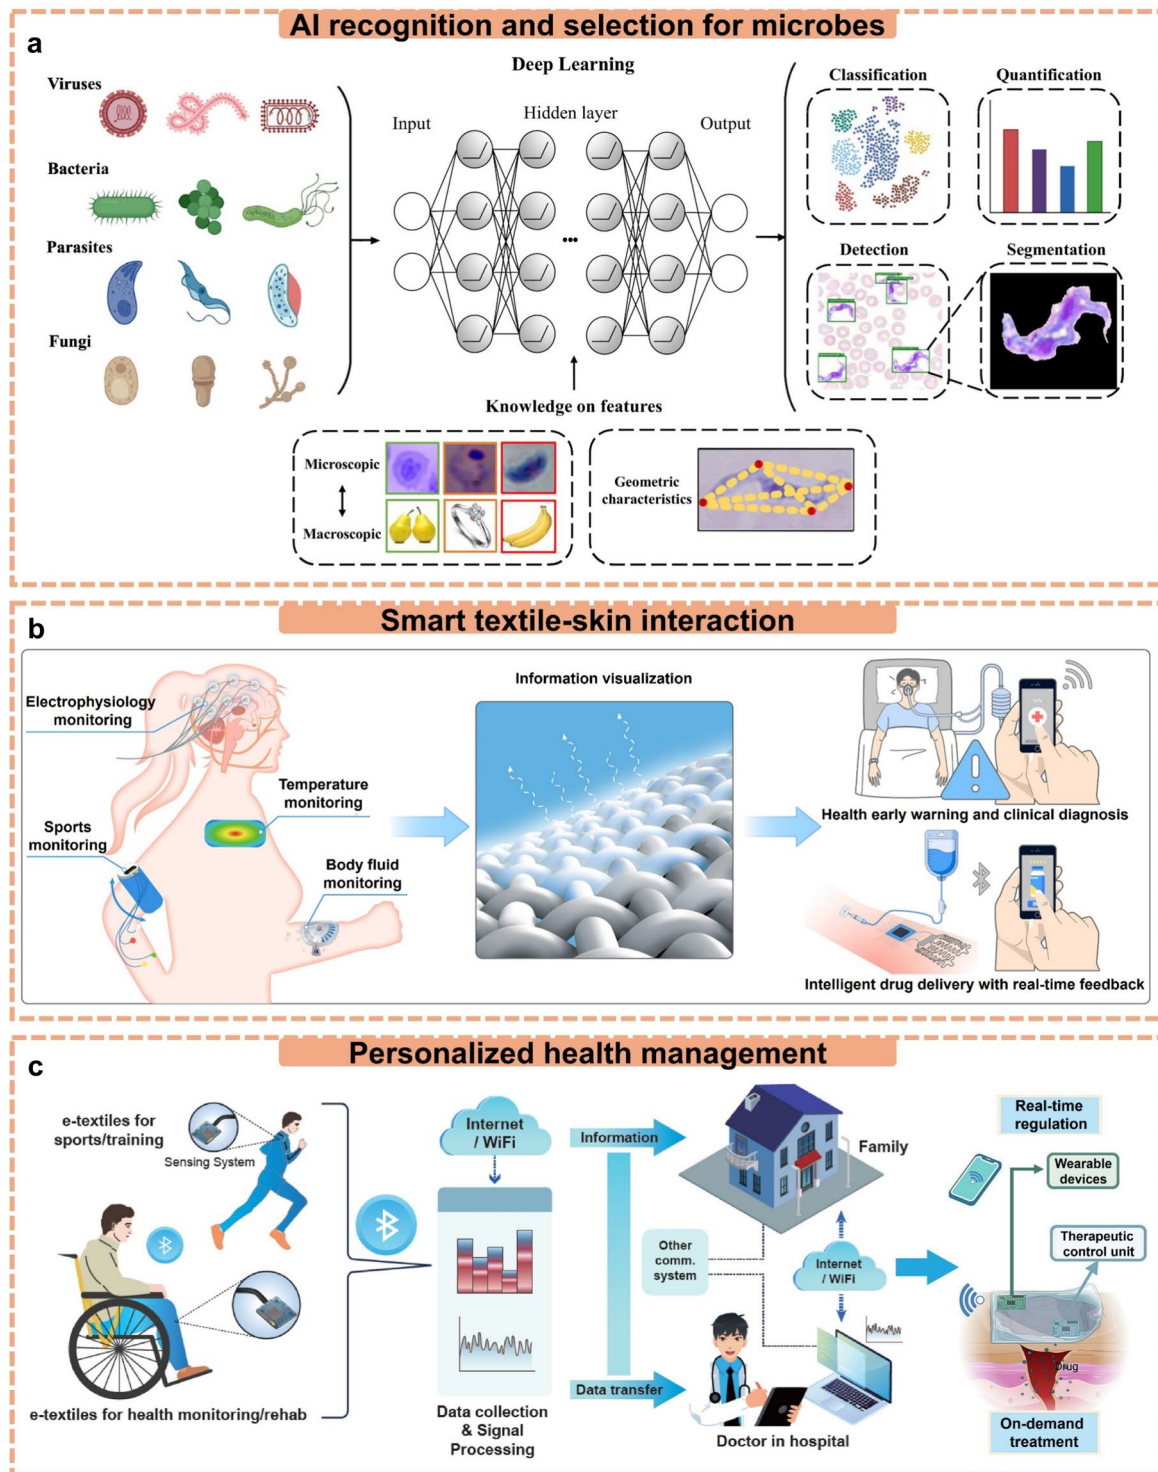 AI recognition and selection for microbes
a
Viruses
Bacteria
Parasites
Fungi
Deep Learning
Input
Hidden layer
Output
...
Classification
Quantification
Detection
Segmentation
Knowledge on features
Microscopic
Macroscopic
Geometric
characteristics
Smart textile-skin interaction
b
Electrophysiology
monitoring
Temperature
monitoring
Sports
monitoring
Body fluid
monitoring
Information visualization
Health early warning and clinical diagnosis
Intelligent drug delivery with real-time feedback
Personalized health management
c
e-textiles for
sports/training
Sensing System
e-textiles for health monitoring/rehab
Internet
/ WiFi
Data collection
& Signal
Processing
Information
Data transfer
Other
comm.
system
Family
Internet
/ WiFi
Doctor in hospital
Real-time
regulation
Wearable
devices
Therapeutic
control unit
Drug
On-demand
treatment